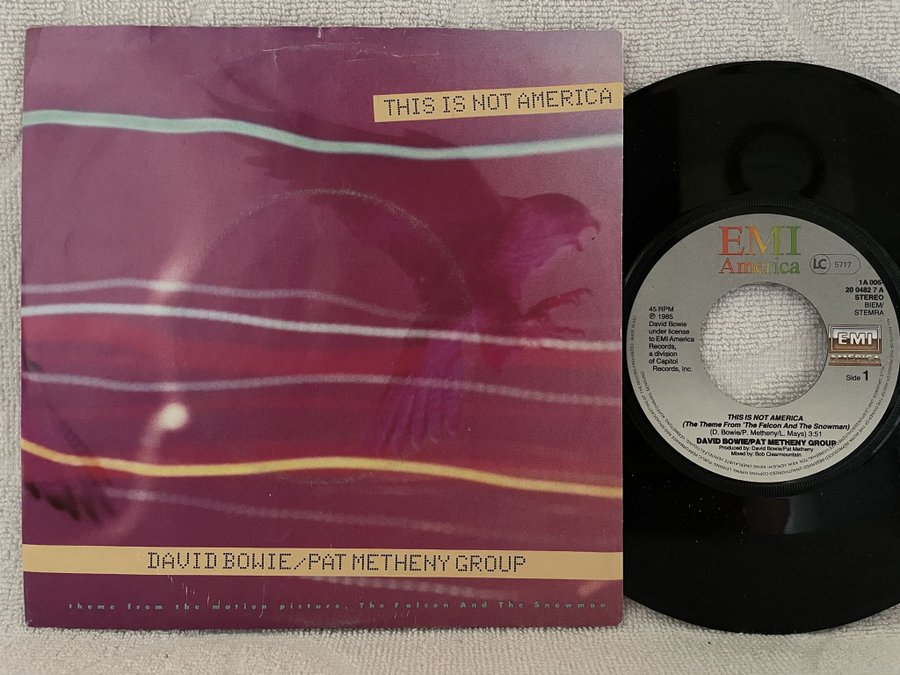 THIS IS NOT AMERICA
DAVID BOWIE/PAT METHENY GROUP
theme from the motion picture, The Falcon And The Snowman
EMI
America
LC 5717
1A 006
20 0482 7 A
STEREO
BIEM/
STEMRA
45 RPM
℗ 1985
David Bowie
under license
to EMI America
Records,
a division
of Capitol
Records, Inc.
EMI
AMERICA
Side 1
THIS IS NOT AMERICA
(The Theme From 'The Falcon And The Snowman)
(D. Bowie/P. Metheny/L. Mays) 3:51
DAVID BOWIE/PAT METHENY GROUP
Produced by: David Bowie/Pat Metheny
Mixed by: Bob Clearmountain